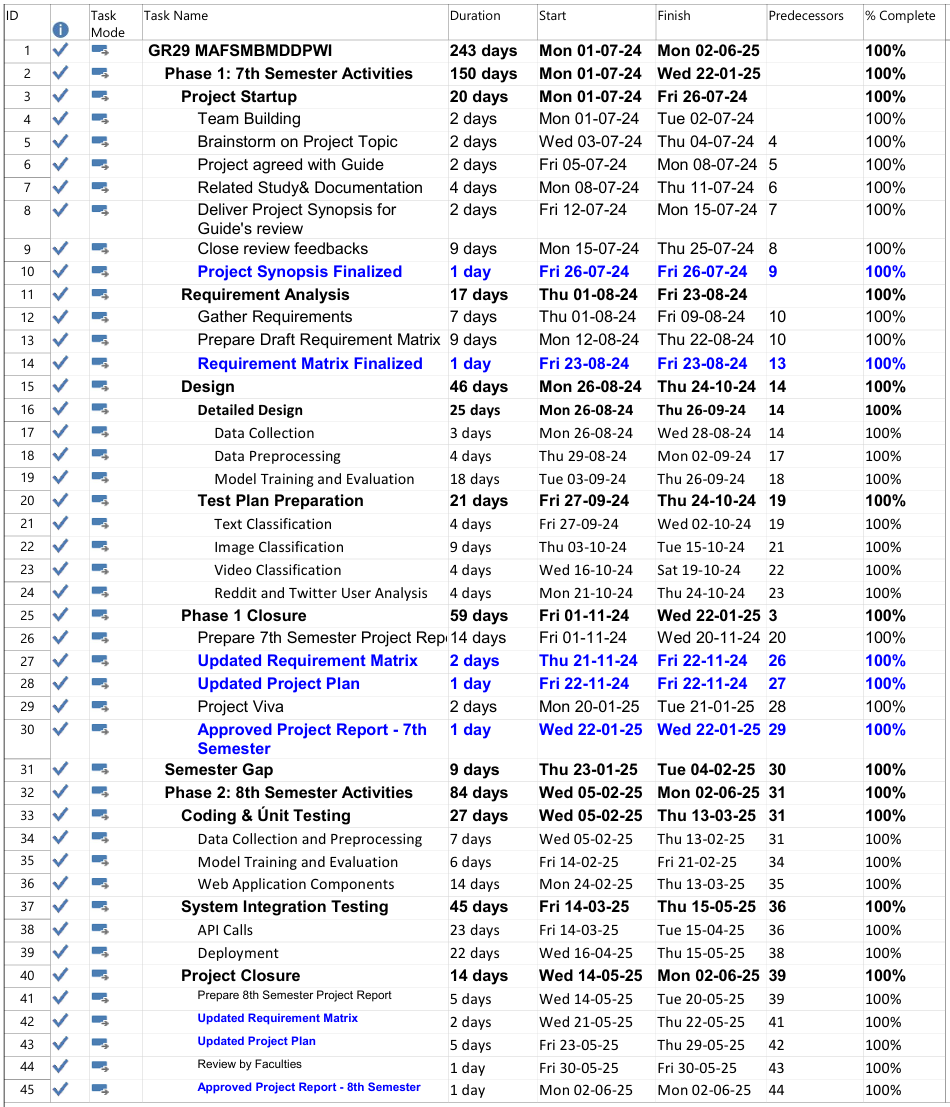 ID Task Mode Task Name Duration Start Finish Predecessors % Complete
1 GR29 MAFSMBMDDPWI 243 days Mon 01-07-24 Mon 02-06-25 100%
2 Phase 1: 7th Semester Activities 150 days Mon 01-07-24 Wed 22-01-25 100%
3 Project Startup 20 days Mon 01-07-24 Fri 26-07-24 100%
4 Team Building 2 days Mon 01-07-24 Tue 02-07-24 100%
5 Brainstorm on Project Topic 2 days Wed 03-07-24 Thu 04-07-24 4 100%
6 Project agreed with Guide 2 days Fri 05-07-24 Mon 08-07-24 5 100%
7 Related Study& Documentation 4 days Mon 08-07-24 Thu 11-07-24 6 100%
8 Deliver Project Synopsis for 2 days Fri 12-07-24 Mon 15-07-24 7 100%
Guide's review
9 Close review feedbacks 9 days Mon 15-07-24 Thu 25-07-24 8 100%
10 Project Synopsis Finalized 1 day Fri 26-07-24 Fri 26-07-24 9 100%
11 Requirement Analysis 17 days Thu 01-08-24 Fri 23-08-24 100%
12 Gather Requirements 7 days Thu 01-08-24 Fri 09-08-24 10 100%
13 Prepare Draft Requirement Matrix 9 days Mon 12-08-24 Thu 22-08-24 10 100%
14 Requirement Matrix Finalized 1 day Fri 23-08-24 Fri 23-08-24 13 100%
15 Design 46 days Mon 26-08-24 Thu 24-10-24 14 100%
16 Detailed Design 25 days Mon 26-08-24 Thu 26-09-24 14 100%
17 Data Collection 3 days Mon 26-08-24 Wed 28-08-24 14 100%
18 Data Preprocessing 4 days Thu 29-08-24 Mon 02-09-24 17 100%
19 Model Training and Evaluation 18 days Tue 03-09-24 Thu 26-09-24 18 100%
20 Test Plan Preparation 21 days Fri 27-09-24 Thu 24-10-24 19 100%
21 Text Classification 4 days Fri 27-09-24 Wed 02-10-24 19 100%
22 Image Classification 9 days Thu 03-10-24 Tue 15-10-24 21 100%
23 Video Classification 4 days Wed 16-10-24 Sat 19-10-24 22 100%
24 Reddit and Twitter User Analysis 4 days Mon 21-10-24 Thu 24-10-24 23 100%
25 Phase 1 Closure 59 days Fri 01-11-24 Wed 22-01-25 3 100%
26 Prepare 7th Semester Project Rep 14 days Fri 01-11-24 Wed 20-11-24 20 100%
27 Updated Requirement Matrix 2 days Thu 21-11-24 Fri 22-11-24 26 100%
28 Updated Project Plan 1 day Fri 22-11-24 Fri 22-11-24 27 100%
29 Project Viva 2 days Mon 20-01-25 Tue 21-01-25 28 100%
30 Approved Project Report - 7th 1 day Wed 22-01-25 Wed 22-01-25 29 100%
Semester
31 Semester Gap 9 days Thu 23-01-25 Tue 04-02-25 30 100%
32 Phase 2: 8th Semester Activities 84 days Wed 05-02-25 Mon 02-06-25 31 100%
33 Coding & Únit Testing 27 days Wed 05-02-25 Thu 13-03-25 31 100%
34 Data Collection and Preprocessing 7 days Wed 05-02-25 Thu 13-02-25 31 100%
35 Model Training and Evaluation 6 days Fri 14-02-25 Fri 21-02-25 34 100%
36 Web Application Components 14 days Mon 24-02-25 Thu 13-03-25 35 100%
37 System Integration Testing 45 days Fri 14-03-25 Thu 15-05-25 36 100%
38 API Calls 23 days Fri 14-03-25 Tue 15-04-25 36 100%
39 Deployment 22 days Wed 16-04-25 Thu 15-05-25 38 100%
40 Project Closure 14 days Wed 14-05-25 Mon 02-06-25 39 100%
41 Prepare 8th Semester Project Report 5 days Wed 14-05-25 Tue 20-05-25 39 100%
42 Updated Requirement Matrix 2 days Wed 21-05-25 Thu 22-05-25 41 100%
43 Updated Project Plan 5 days Fri 23-05-25 Thu 29-05-25 42 100%
44 Review by Faculties 1 day Fri 30-05-25 Fri 30-05-25 43 100%
45 Approved Project Report - 8th Semester 1 day Mon 02-06-25 Mon 02-06-25 44 100%